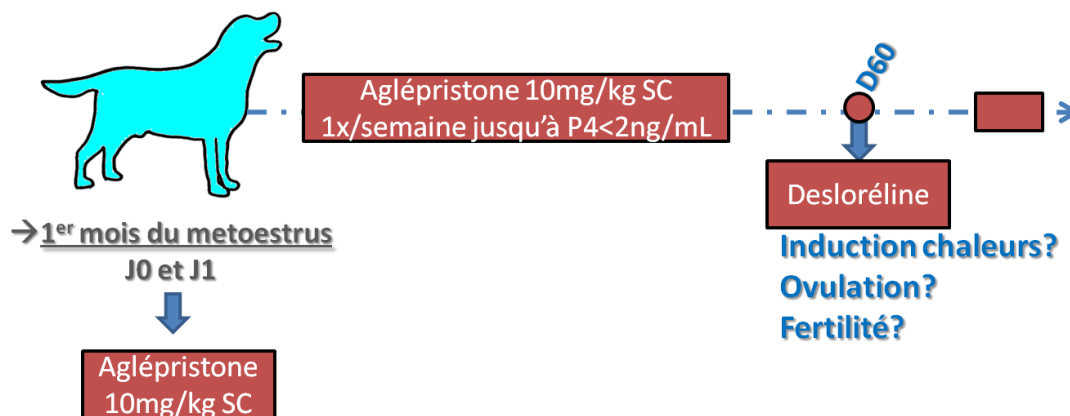 Aglépristone 10mg/kg SC
1x/semaine jusqu'à P4<2ng/mL
D60
Desloréline
→1er mois du metoestrus
J0 et J1
Induction chaleurs?
Ovulation?
Fertilité?
Aglépristone
10mg/kg SC